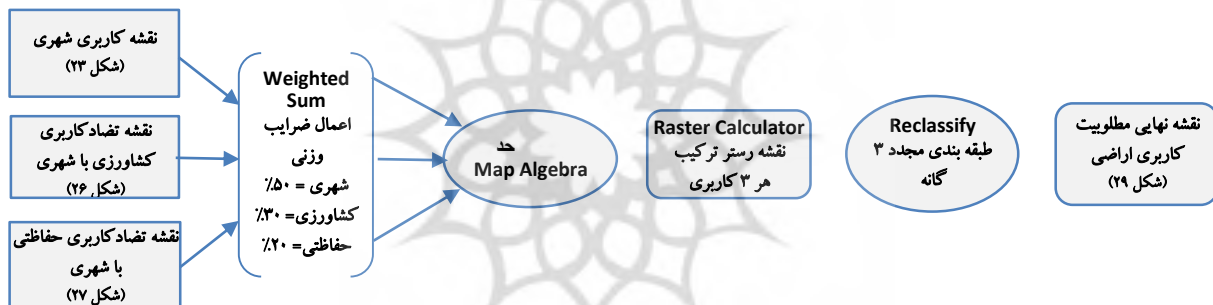 نقشه کاربری شهری
(شکل ۲۳)
نقشه تضادکاربری
کشاورزی با شهری
(شکل ۲۶)
نقشه تضادکاربری حفاظتی
با شهری
(شکل ۲۷)
Weighted
Sum
اعمال ضرایب
وزنی
شهری = ۵۰٪
کشاورزی= ۳۰٪
حفاظتی= ۲۰٪
حد
Map Algebra
Raster Calculator
نقشه رستر ترکیب
هر ۳ کاربری
Reclassify
طبقه بندی مجدد ۳
گانه
نقشه نهایی مطلوبیت
کاربری اراضی
(شکل ۲۹)